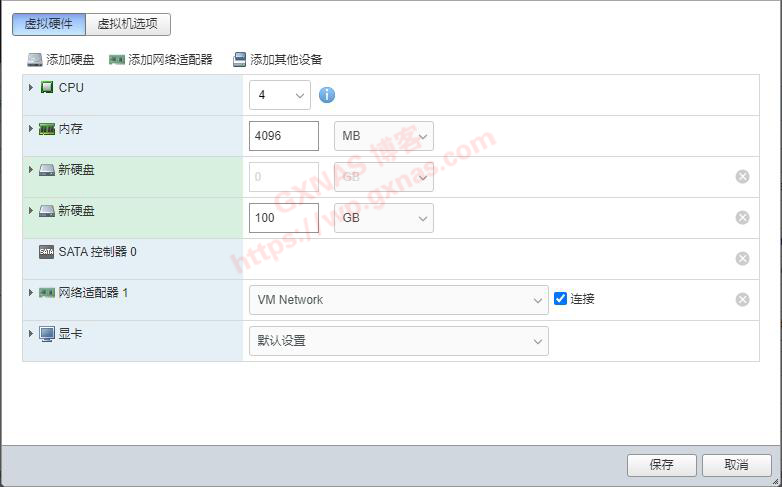 虚拟硬件 虚拟机选项
添加硬盘 添加网络适配器 添加其他设备
CPU 4
内存 4096 MB
新硬盘 0 GB
新硬盘 100 GB
SATA SATA 控制器 0
网络适配器 1 VM Network 连接
显卡 默认设置
GXNAS 博客
https://wp.gxnas.com
保存 取消